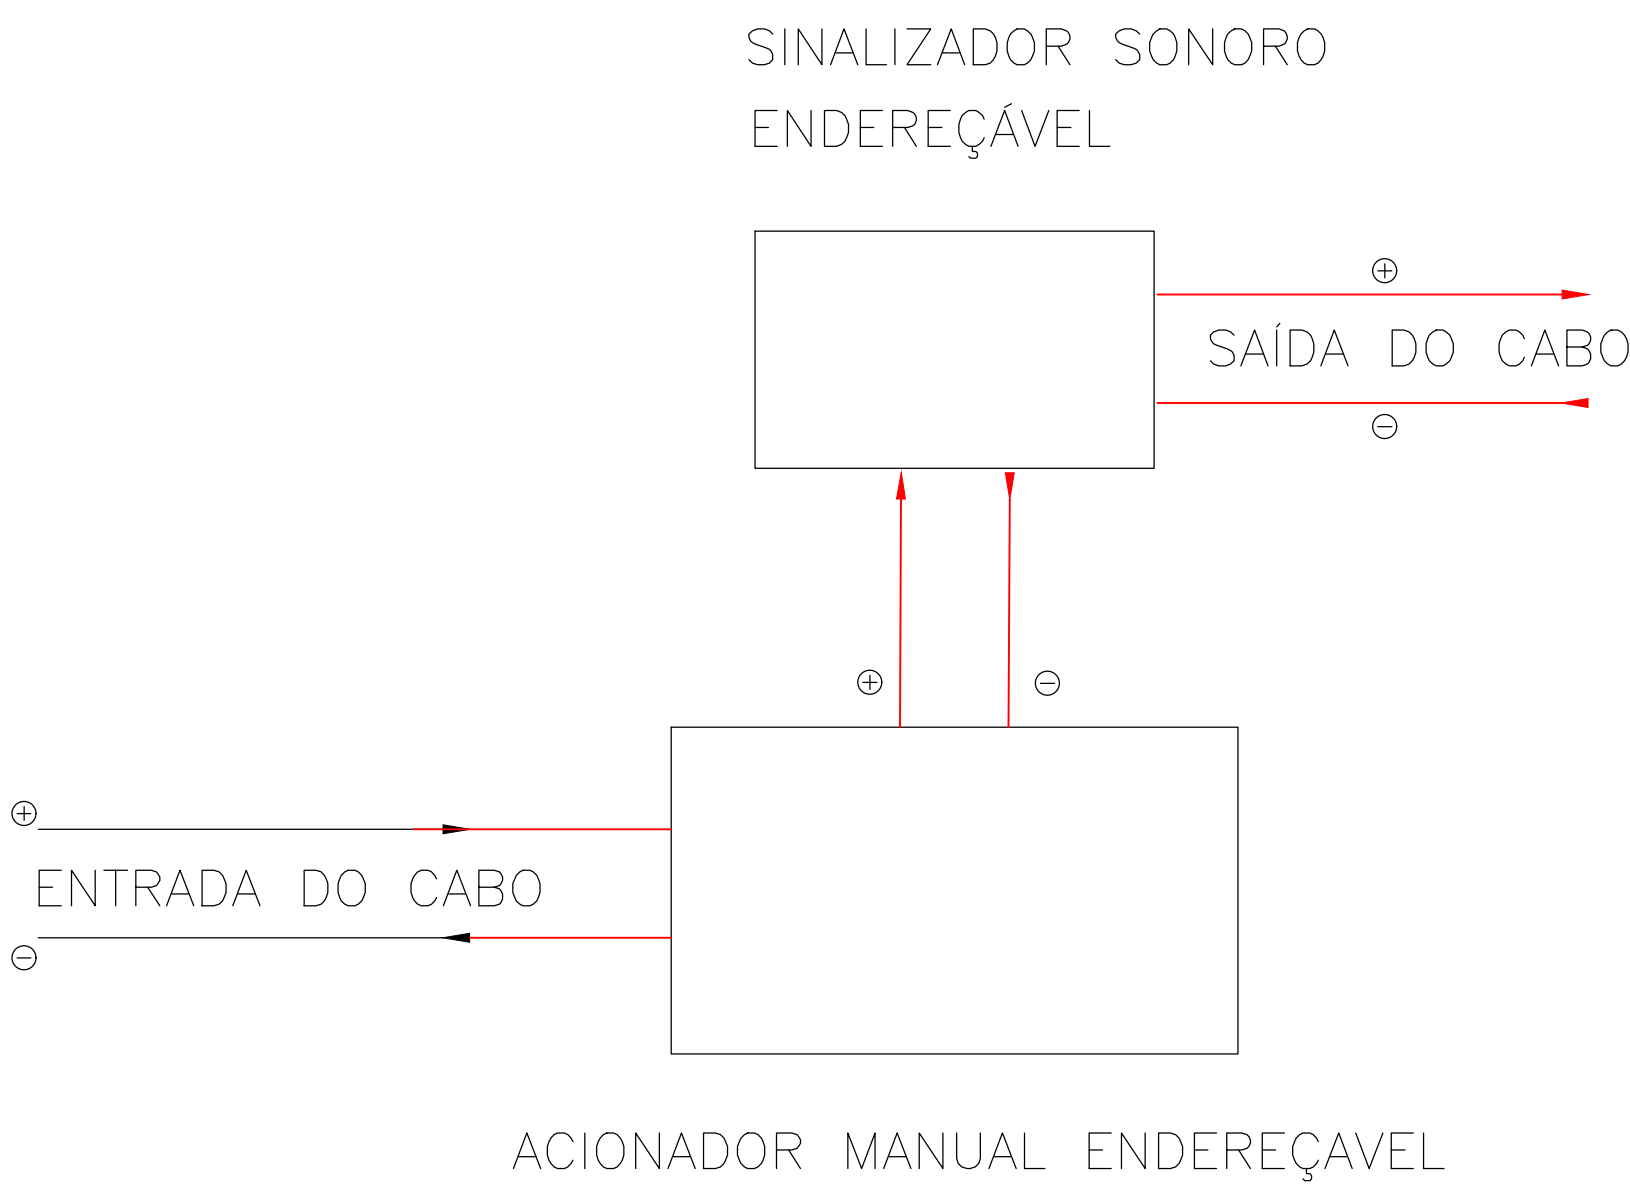 SINALIZADOR SONORO
ENDEREÇÁVEL
+
SAÍDA DO CABO
−
+ −
+
ENTRADA DO CABO
−
ACIONADOR MANUAL ENDEREÇAVEL